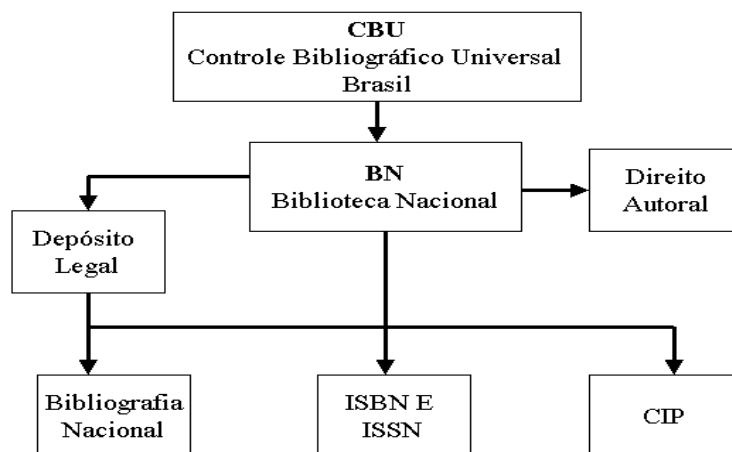 CBU
Controle Bibliográfico Universal
Brasil
BN
Biblioteca Nacional
Direito
Autoral
Depósito
Legal
Bibliografia
Nacional
ISBN E
ISSN
CIP